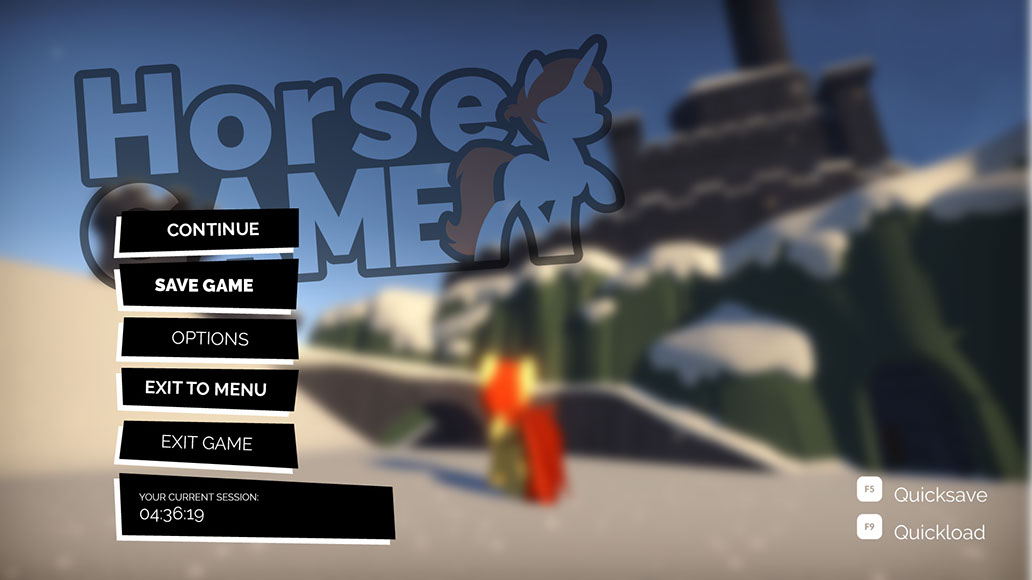 Horse
GAME
CONTINUE
SAVE GAME
OPTIONS
EXIT TO MENU
EXIT GAME
YOUR CURRENT SESSION:
04:36:19
F5 Quicksave
F9 Quickload